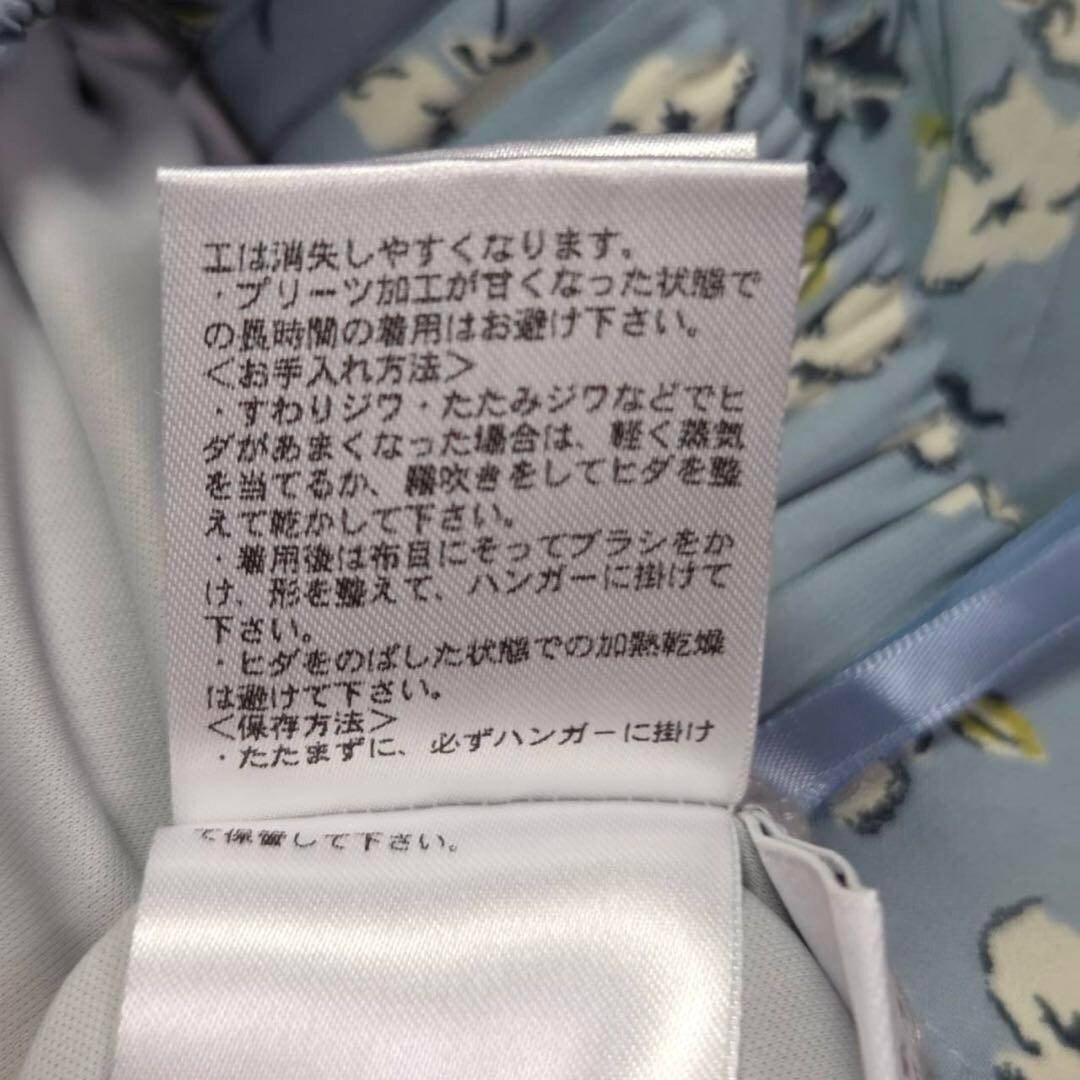 工は消失しやすくなります。
・プリーツ加工が甘くなった状態で
の長時間の着用はお避け下さい。
＜お手入れ方法＞
・すわりジワ・たたみジワなどでヒ
ダがあまくなった場合は、軽く蒸気
を当てるか、霧吹きをしてヒダを整
えて乾かして下さい。
・着用後は布目にそってブラシをか
け、形を整えて、ハンガーに掛けて
下さい。
・ヒダをのばした状態での加熱乾燥
は避けて下さい。
＜保存方法＞
・たたまずに、必ずハンガーに掛け
て保管して下さい。